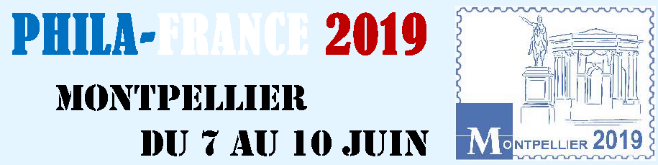 PHILA-FRANCE 2019
MONTPELLIER
DU 7 AU 10 JUIN
MONTPELLIER 2019